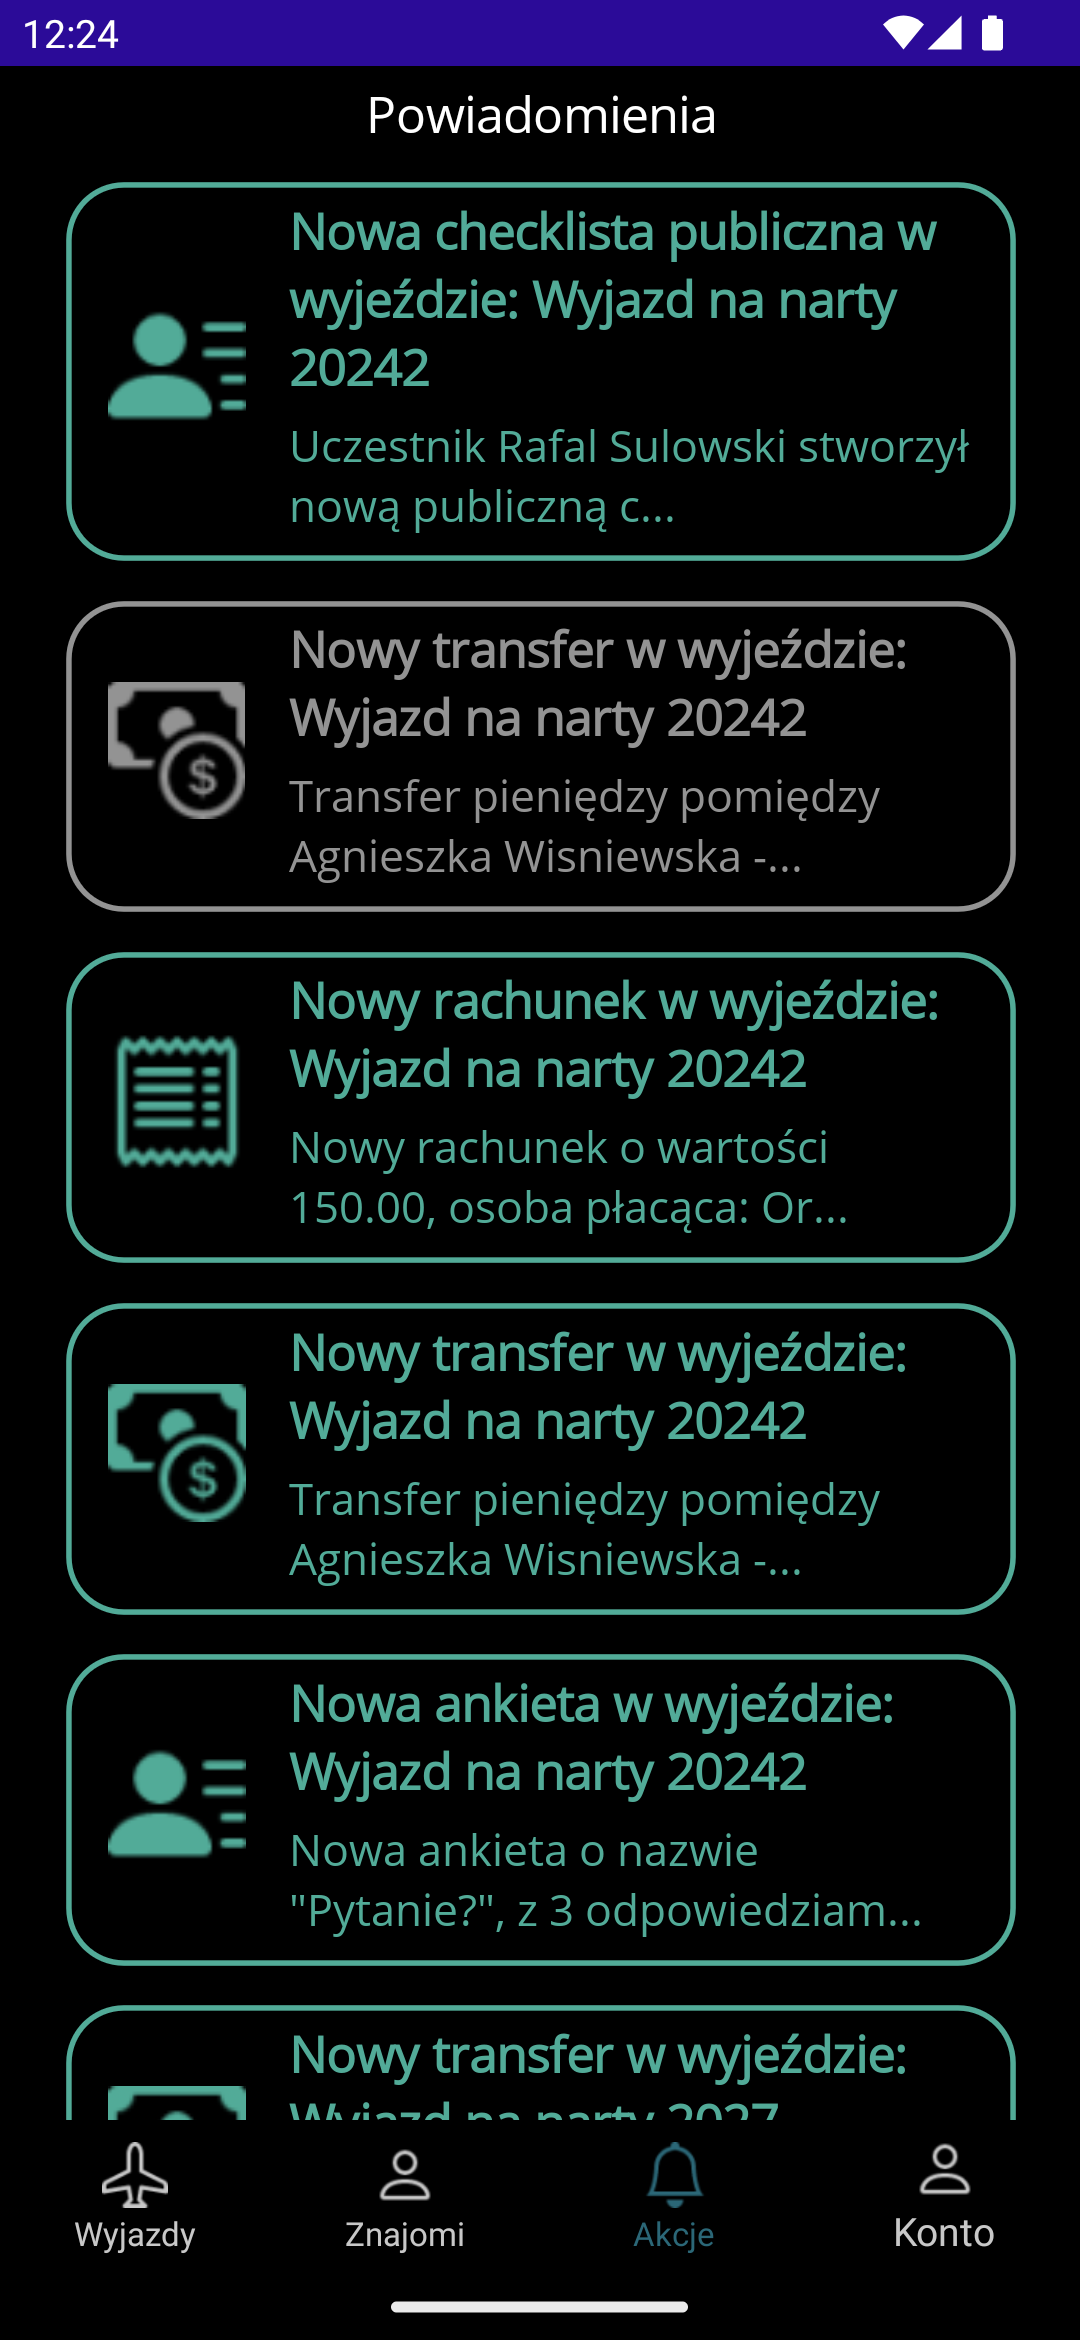 12:24
Powiadomienia
Nowa checklista publiczna w
wyjeździe: Wyjazd na narty
20242
Uczestnik Rafal Sulowski stworzył
nową publiczną c...
Nowy transfer w wyjeździe:
Wyjazd na narty 20242
Transfer pieniędzy pomiędzy
Agnieszka Wisniewska -...
Nowy rachunek w wyjeździe:
Wyjazd na narty 20242
Nowy rachunek o wartości
150.00, osoba płacąca: Or...
Nowy transfer w wyjeździe:
Wyjazd na narty 20242
Transfer pieniędzy pomiędzy
Agnieszka Wisniewska -...
Nowa ankieta w wyjeździe:
Wyjazd na narty 20242
Nowa ankieta o nazwie
"Pytanie?", z 3 odpowiedziam...
Nowy transfer w wyjeździe:
Wyjazd na narty 2027
Wyjazdy
Znajomi
Akcje
Konto